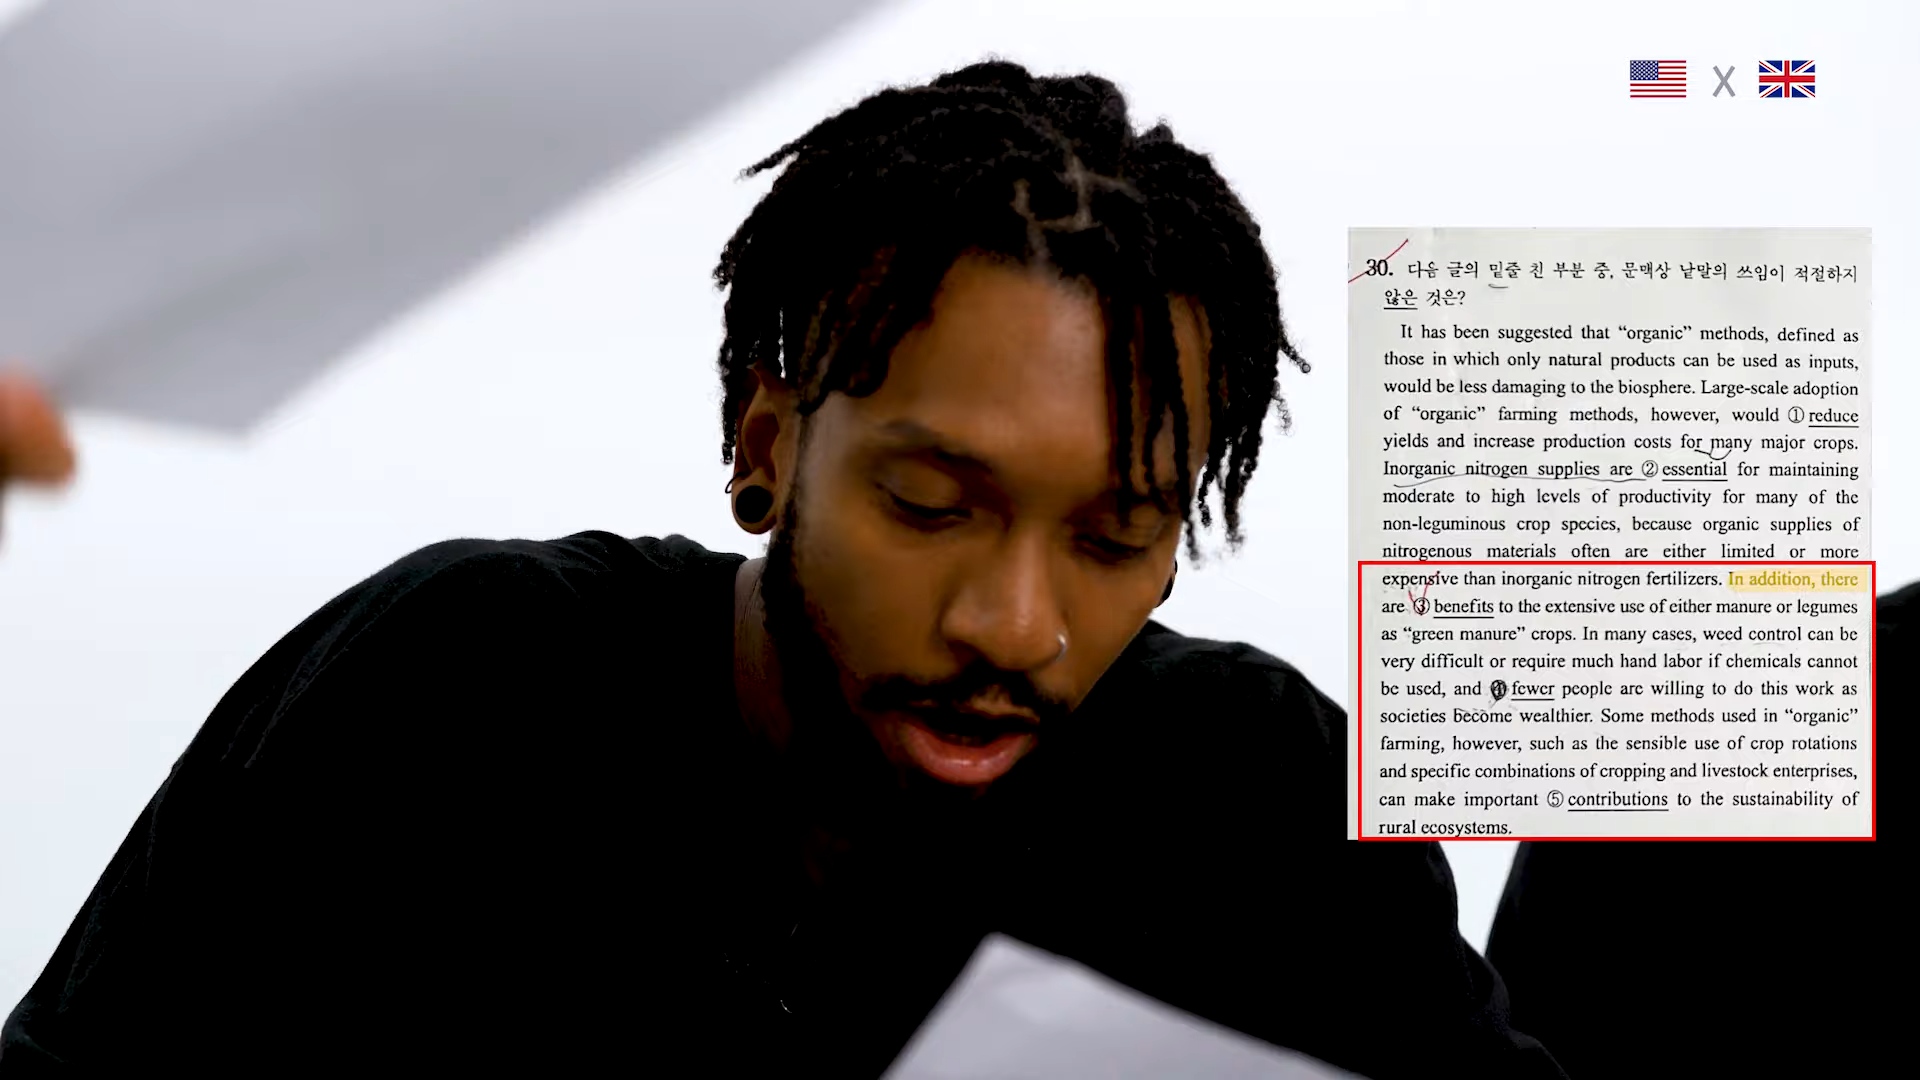 X
30. 다음 글의 밑줄 친 부분 중, 문맥상 낱말의 쓰임이 적절하지
않은 것은?
It has been suggested that “organic” methods, defined as
those in which only natural products can be used as inputs,
would be less damaging to the biosphere. Large-scale adoption
of “organic” farming methods, however, would ① reduce
yields and increase production costs for many major crops.
Inorganic nitrogen supplies are ② essential for maintaining
moderate to high levels of productivity for many of the
non-leguminous crop species, because organic supplies of
nitrogenous materials often are either limited or more
expensive than inorganic nitrogen fertilizers. In addition, there
are ③ benefits to the extensive use of either manure or legumes
as “green manure” crops. In many cases, weed control can be
very difficult or require much hand labor if chemicals cannot
be used, and ④ fewer people are willing to do this work as
societies become wealthier. Some methods used in “organic”
farming, however, such as the sensible use of crop rotations
and specific combinations of cropping and livestock enterprises,
can make important ⑤ contributions to the sustainability of
rural ecosystems.